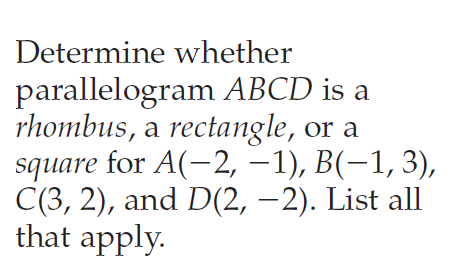 Determine whether
parallelogram ABCD is a
rhombus, a rectangle, or a
square for A(−2, −1), B(−1, 3),
C(3, 2), and D(2, −2). List all
that apply.